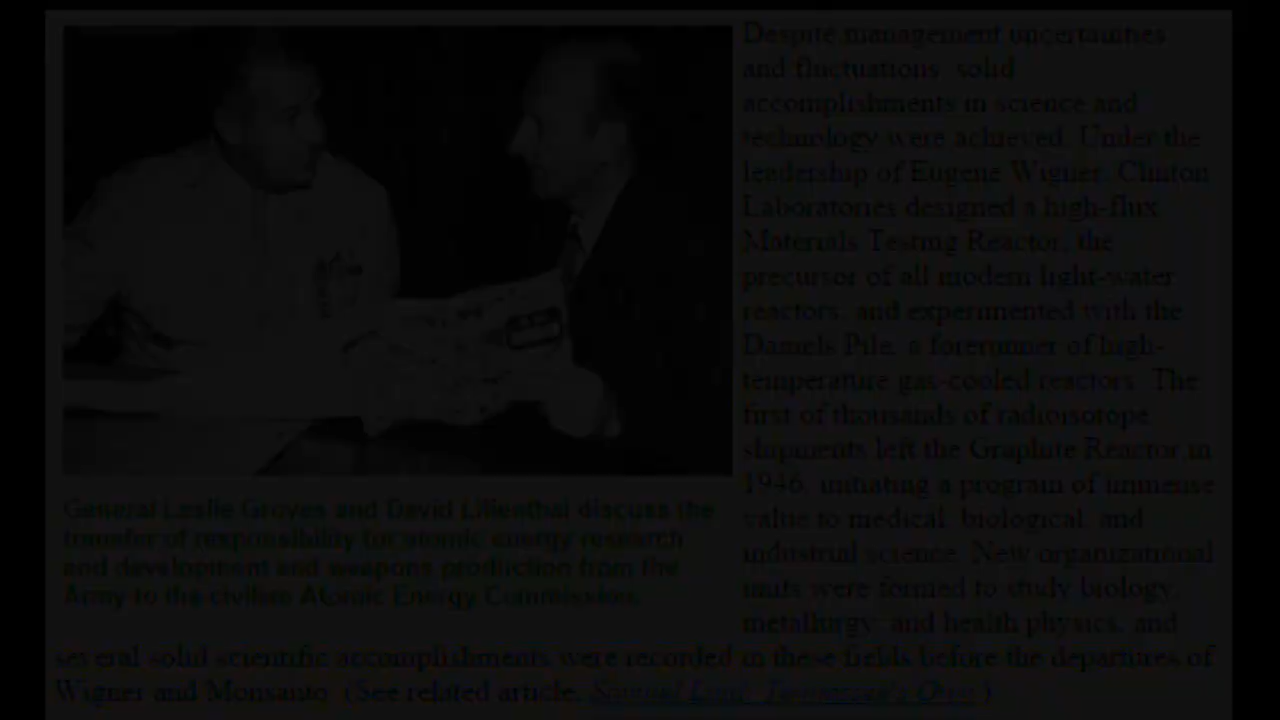 Despite management uncertainties
and fluctuations, solid
accomplishments in science and
technology were achieved. Under the
leadership of Eugene Wigner, Clinton
Laboratories designed a high-flux
Materials Testing Reactor, the
precursor of all modern light-water
reactors, and experimented with the
Daniels Pile, a forerunner of high-
temperature gas-cooled reactors. The
first of thousands of radioisotope
shipments left the Graphite Reactor in
1946, initiating a program of immense
value to medical, biological, and
industrial science. New organizational
units were formed to study biology,
metallurgy, and health physics, and
General Leslie Groves and David Lilienthal discuss the
transfer of responsibility for atomic energy research
and development and weapons production from the
Army to the civilian Atomic Energy Commission.
several solid scientific accomplishments were recorded in these fields before the departures of
Wigner and Monsanto. (See related article, Samuel Lind: Tennessee's Own.)